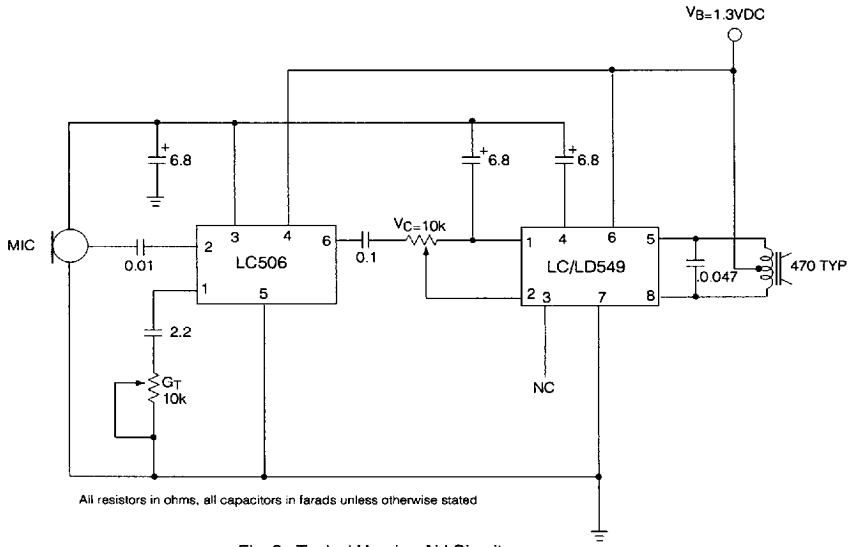 VB=1.3VDC
+
6.8
+
6.8
+
6.8
MIC
0.01
2
3
4
6
LC506
1
5
0.1
VC=10k
1
4
6
5
LC/LD549
2
3
7
8
.0.047
470 TYP
2.2
GT
10k
NC
All resistors in ohms, all capacitors in farads unless otherwise stated